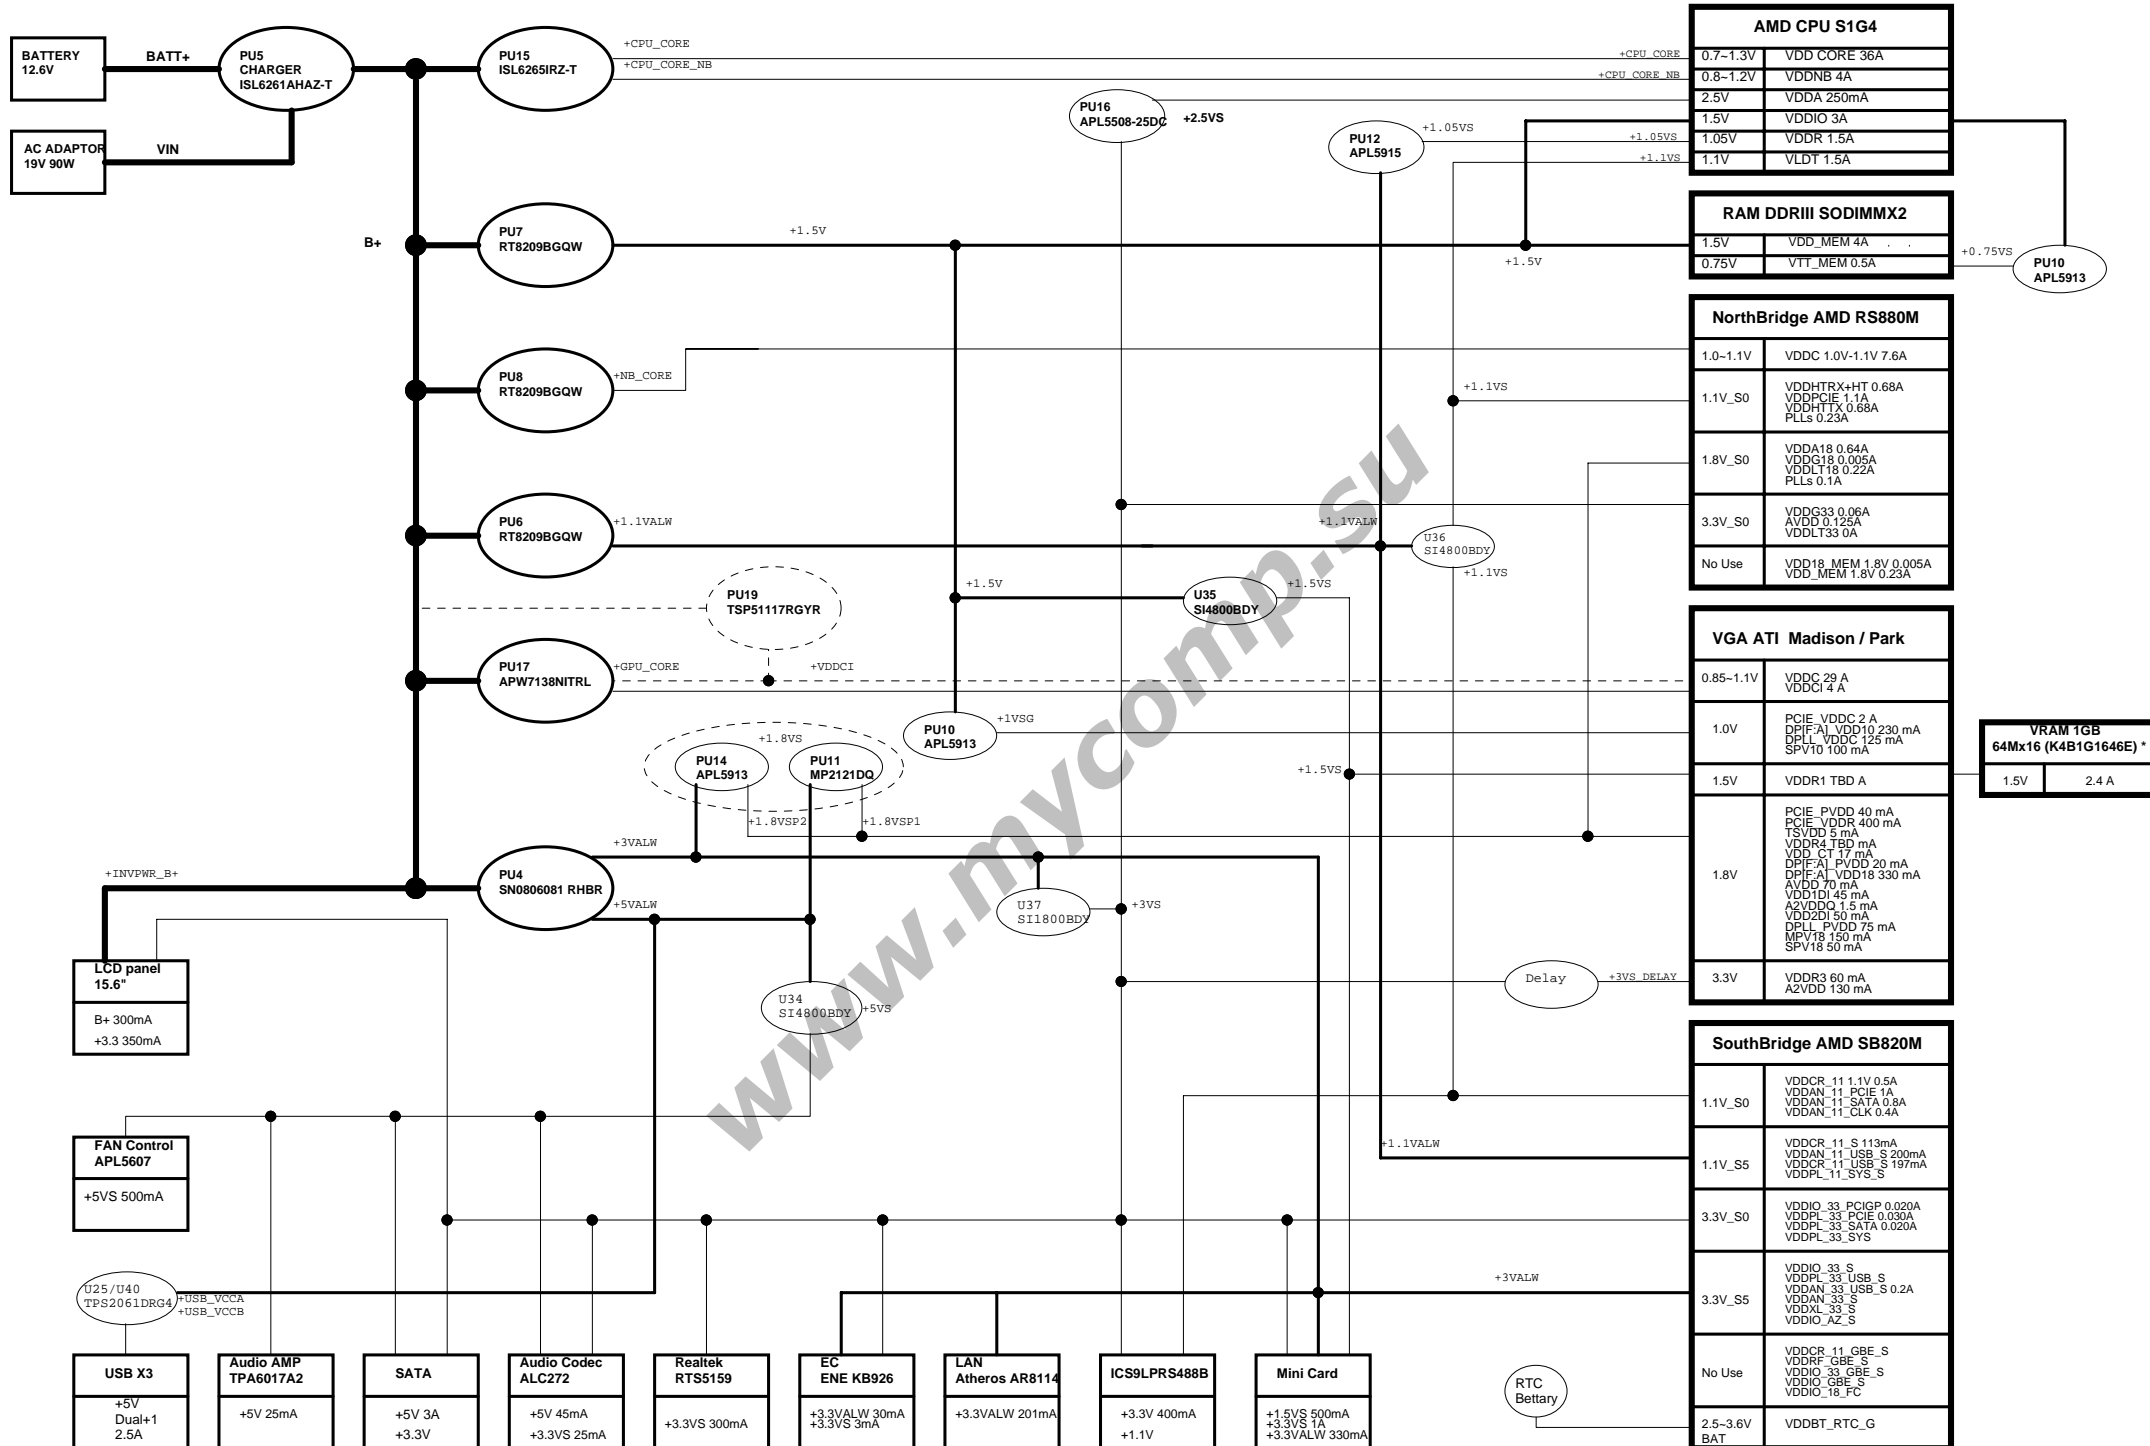 BATTERY
12.6V
BATT+
PU5
CHARGER
ISL6261AHAZ-T
AC ADAPTOR
19V 90W
VIN
B+
PU15
ISL6265IRZ-T
+CPU_CORE
+CPU_CORE_NB
PU16
APL5508-25DC
+2.5VS
PU12
APL5915
+1.05VS
+CPU_CORE
+CPU_CORE_NB
+1.05VS
+1.1VS
AMD CPU S1G4
0.7~1.3V VDD CORE 36A
0.8~1.2V VDDNB 4A
2.5V VDDA 250mA
1.5V VDDIO 3A
1.05V VDDR 1.5A
1.1V VLDT 1.5A
PU7
RT8209BGQW
+1.5V
+1.5V
RAM DDRIII SODIMMX2
1.5V VDD_MEM 4A
0.75V VTT_MEM 0.5A
+0.75VS
PU10
APL5913
PU8
RT8209BGQW
+NB_CORE
+1.1VS
NorthBridge AMD RS880M
1.0~1.1V VDDC 1.0V-1.1V 7.6A
1.1V_S0
VDDHTRX+HT 0.68A
VDDPCIE 1.1A
VDDHTTX 0.68A
PLLs 0.23A
1.8V_S0
VDDA18 0.64A
VDDG18 0.005A
VDDLT18 0.22A
PLLs 0.1A
3.3V_S0
VDDG33 0.06A
AVDD 0.125A
VDDLT33 0A
No Use
VDD18_MEM 1.8V 0.005A
VDD_MEM 1.8V 0.23A
PU6
RT8209BGQW
+1.1VALW
+1.1VALW
U36
SI4800BDY
+1.1VS
PU19
TSP51117RGYR
+1.5V
U35
SI4800BDY
+1.5VS
PU17
APW7138NITRL
+GPU_CORE
+VDDCI
PU10
APL5913
+1VSG
+1.8VS
PU14
APL5913
PU11
MP2121DQ
+1.8VSP2
+1.8VSP1
+1.5VS
VGA ATI Madison / Park
0.85~1.1V
VDDC 29 A
VDDCI 4 A
1.0V
PCIE_VDDC 2 A
DP[F:A]_VDD10 230 mA
DPLL_VDDC 125 mA
SPV10 100 mA
1.5V VDDR1 TBD A
1.8V
PCIE_PVDD 40 mA
PCIE_VDDR 400 mA
TSVDD 5 mA
VDDR4 TBD mA
VDD_CT 17 mA
DP[F:A]_PVDD 20 mA
DP[F:A]_VDD18 330 mA
AVDD 70 mA
VDD1DI 45 mA
A2VDDQ 1.5 mA
VDD2DI 50 mA
DPLL_PVDD 75 mA
MPV18 150 mA
SPV18 50 mA
3.3V
VDDR3 60 mA
A2VDD 130 mA
VRAM 1GB
64Mx16 (K4B1G1646E) *
1.5V 2.4 A
PU4
SN0806081 RHBR
+3VALW
+5VALW
+INVPWR_B+
U37
SI1800BDY
+3VS
Delay
+3VS_DELAY
LCD panel
15.6"
B+ 300mA
+3.3 350mA
U34
SI4800BDY
+5VS
www.mycomp.su
FAN Control
APL5607
+5VS 500mA
+1.1VALW
+3VALW
SouthBridge AMD SB820M
1.1V_S0
VDDCR_11 1.1V 0.5A
VDDAN_11_PCIE 1A
VDDAN_11_SATA 0.8A
VDDAN_11_CLK 0.4A
1.1V_S5
VDDCR_11_S 113mA
VDDAN_11_USB_S 200mA
VDDCR_11_USB_S 197mA
VDDPL_11_SYS_S
3.3V_S0
VDDIO_33_PCIGP 0.020A
VDDPL_33_PCIE 0.030A
VDDPL_33_SATA 0.020A
VDDPL_33_SYS
3.3V_S5
VDDIO_33_S
VDDPL_33_USB_S
VDDAN_33_USB_S 0.2A
VDDAN_33_S
VDDXL_33_S
VDDIO_AZ_S
No Use
VDDCR_11_GBE_S
VDDRF_GBE_S
VDDIO_33_GBE_S
VDDIO_GBE_S
VDDIO_18_FC
2.5~3.6V
BAT
VDDBT_RTC_G
U25/U40
TPS2061DRG4
+USB_VCCA
+USB_VCCB
USB X3
+5V
Dual+1
2.5A
Audio AMP
TPA6017A2
+5V 25mA
SATA
+5V 3A
+3.3V
Audio Codec
ALC272
+5V 45mA
+3.3VS 25mA
Realtek
RTS5159
+3.3VS 300mA
EC
ENE KB926
+3.3VALW 30mA
+3.3VS 3mA
LAN
Atheros AR8114
+3.3VALW 201mA
ICS9LPRS488B
+3.3V 400mA
+1.1V
Mini Card
+1.5VS 500mA
+3.3VS 1A
+3.3VALW 330mA
RTC
Bettary